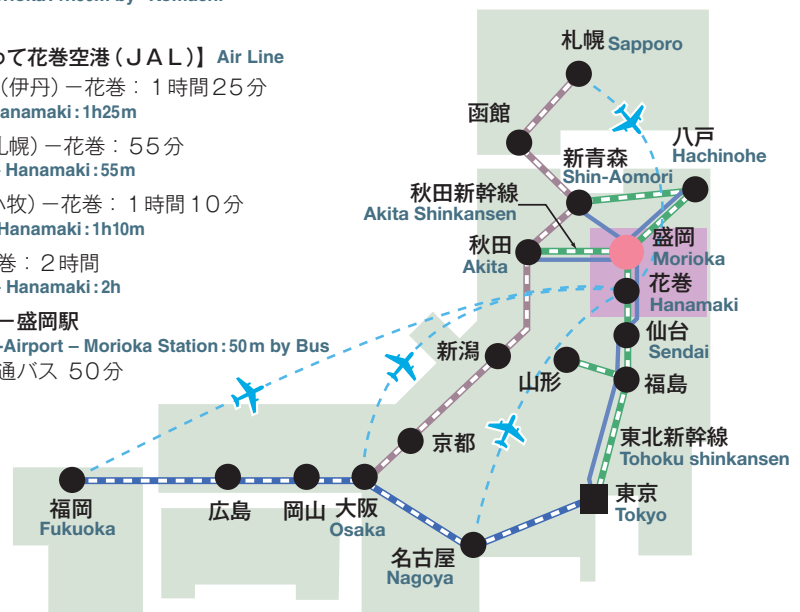 って花巻空港（ＪＡＬ）】Air Line
（伊丹）－花巻：１時間25分
Hanamaki：1h25m
札幌）－花巻：55分
Hanamaki：55m
小牧）－花巻：１時間10分
Hanamaki：1h10m
巻：２時間
Hanamaki：2h
ー盛岡駅
-Airport – Morioka Station：50m by Bus
通バス 50分
札幌 Sapporo
函館
八戸
Hachinohe
新青森
Shin-Aomori
秋田新幹線
Akita Shinkansen
秋田
Akita
盛岡
Morioka
花巻
Hanamaki
仙台
Sendai
新潟
山形
福島
京都
東北新幹線
Tohoku shinkansen
福岡
Fukuoka
広島
岡山
大阪
Osaka
東京
Tokyo
名古屋
Nagoya